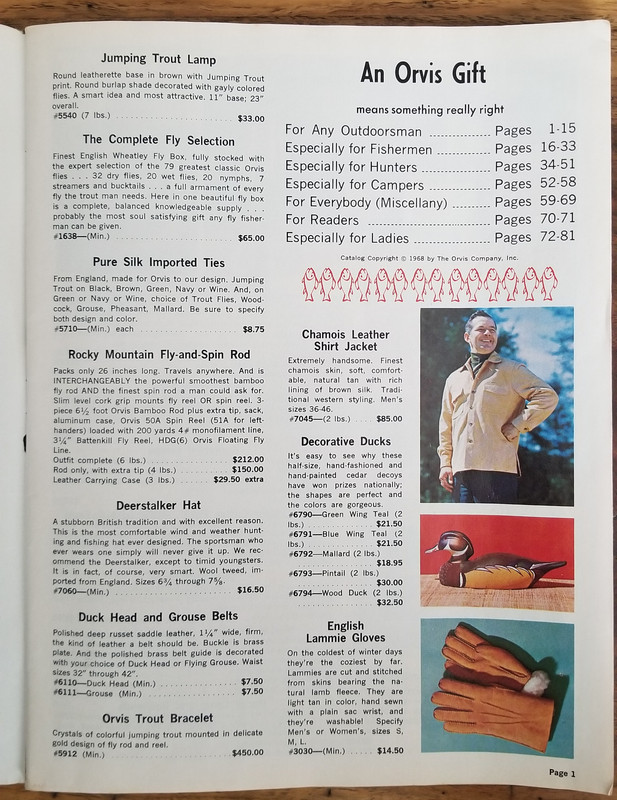 Jumping Trout Lamp
Round leatherette base in brown with Jumping Trout
print. Round burlap shade decorated with gayly colored
flies. A smart idea and most attractive. 11" base; 23"
overall.
#5540 (7 lbs.) $33.00
The Complete Fly Selection
Finest English Wheatley Fly Box, fully stocked with
the expert selection of the 79 greatest classic Orvis
flies . . . 32 dry flies, 20 wet flies, 20 nymphs, 7
streamers and bucktails . . . a full armament of every
fly the trout man needs. Here in one beautiful fly box
is a complete, balanced knowledgeable supply . . .
probably the most soul satisfying gift any fly fisher-
man can be given.
#1638—(Min.) $65.00
Pure Silk Imported Ties
From England, made for Orvis to our design. Jumping
Trout on Black, Brown, Green, Navy or Wine. And, on
Green or Navy or Wine, choice of Trout Flies, Wood-
cock, Grouse, Pheasant, Mallard. Be sure to specify
both design and color.
#5710—(Min.) each $8.75
Rocky Mountain Fly-and-Spin Rod
Packs only 26 inches long. Travels anywhere. And is
INTERCHANGEABLY the powerful smoothest bamboo
fly rod AND the finest spin rod a man could ask for.
Slim level cork grip mounts fly reel OR spin reel. 3-
piece 6½ foot Orvis Bamboo Rod plus extra tip, sack,
aluminum case, Orvis 50A Spin Reel (51A for left-
handers) loaded with 200 yards 4# monofilament line,
3¼" Battenkill Fly Reel, HDG(6) Orvis Floating Fly
Line.
Outfit complete (6 lbs.) $212.00
Rod only, with extra tip (4 lbs.) $150.00
Leather Carrying Case (3 lbs.) $29.50 extra
Deerstalker Hat
A stubborn British tradition and with excellent reason.
This is the most comfortable wind and weather hunt-
ing and fishing hat ever designed. The sportsman who
ever wears one simply will never give it up. We rec-
ommend the Deerstalker, except to timid youngsters.
It is in fact, of course, very smart. Wool tweed, im-
ported from England. Sizes 6¾ through 7⅝.
#7060—(Min.) $16.50
Duck Head and Grouse Belts
Polished deep russet saddle leather, 1¼" wide, firm,
the kind of leather a belt should be. Buckle is brass
plate. And the polished brass belt guide is decorated
with your choice of Duck Head or Flying Grouse. Waist
sizes 32" through 42".
#6110—Duck Head (Min.) $7.50
#6111—Grouse (Min.) $7.50
Orvis Trout Bracelet
Crystals of colorful jumping trout mounted in delicate
gold design of fly rod and reel.
#5912 (Min.) $450.00
An Orvis Gift
means something really right
For Any Outdoorsman Pages 1-15
Especially for Fishermen Pages 16-33
Especially for Hunters Pages 34-51
Especially for Campers Pages 52-58
For Everybody (Miscellany) Pages 59-69
For Readers Pages 70-71
Especially for Ladies Pages 72-81
Catalog Copyright © 1968 by The Orvis Company, Inc.
Chamois Leather
Shirt Jacket
Extremely handsome. Finest
chamois skin, soft, comfort-
able, natural tan with rich
lining of brown silk. Tradi-
tional western styling. Men's
sizes 36-46.
#7045—(2 lbs.) $85.00
Decorative Ducks
It's easy to see why these
half-size, hand-fashioned and
hand-painted cedar decoys
have won prizes nationally;
the shapes are perfect and
the colors are gorgeous.
#6790—Green Wing Teal (2
lbs.) $21.50
#6791—Blue Wing Teal (2
lbs.) $21.50
#6792—Mallard (2 lbs.)
$18.95
#6793—Pintail (2 lbs.)
$30.00
#6794—Wood Duck (2 lbs.)
$32.50
English
Lammie Gloves
On the coldest of winter days
they're the coziest by far.
Lammies are cut and stitched
from skins bearing the na-
tural lamb fleece. They are
light tan in color, hand sewn
with a plain sac wrist, and
they're washable! Specify
Men's or Women's, sizes S,
M, L.
#3030—(Min.) $14.50
Page 1